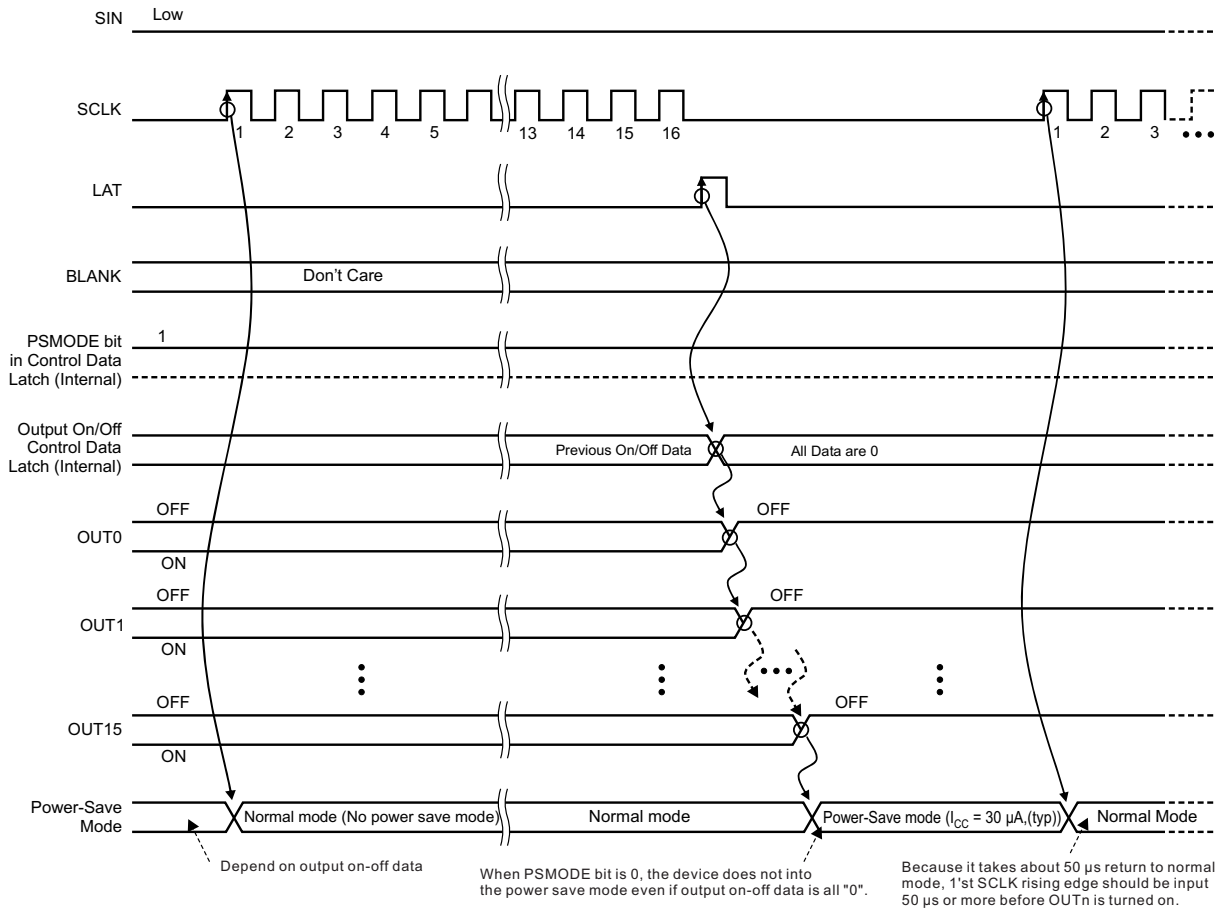 SIN
Low
SCLK
1 2 3 4 5 13 14 15 16 1 2 3
LAT
BLANK
Don't Care
PSMODE bit
in Control Data
Latch (Internal)
1
Output On/Off
Control Data
Latch (Internal)
Previous On/Off Data
All Data are 0
OFF
OUT0
ON
OFF
OFF
OUT1
ON
OFF
OFF
OUT15
ON
OFF
Power-Save
Mode
Normal mode (No power save mode)
Normal mode
Power-Save mode (ICC = 30 µA,(typ))
Normal Mode
Depend on output on-off data
When PSMODE bit is 0, the device does not into
the power save mode even if output on-off data is all "0".
Because it takes about 50 µs return to normal
mode, 1'st SCLK rising edge should be input
50 µs or more before OUTn is turned on.